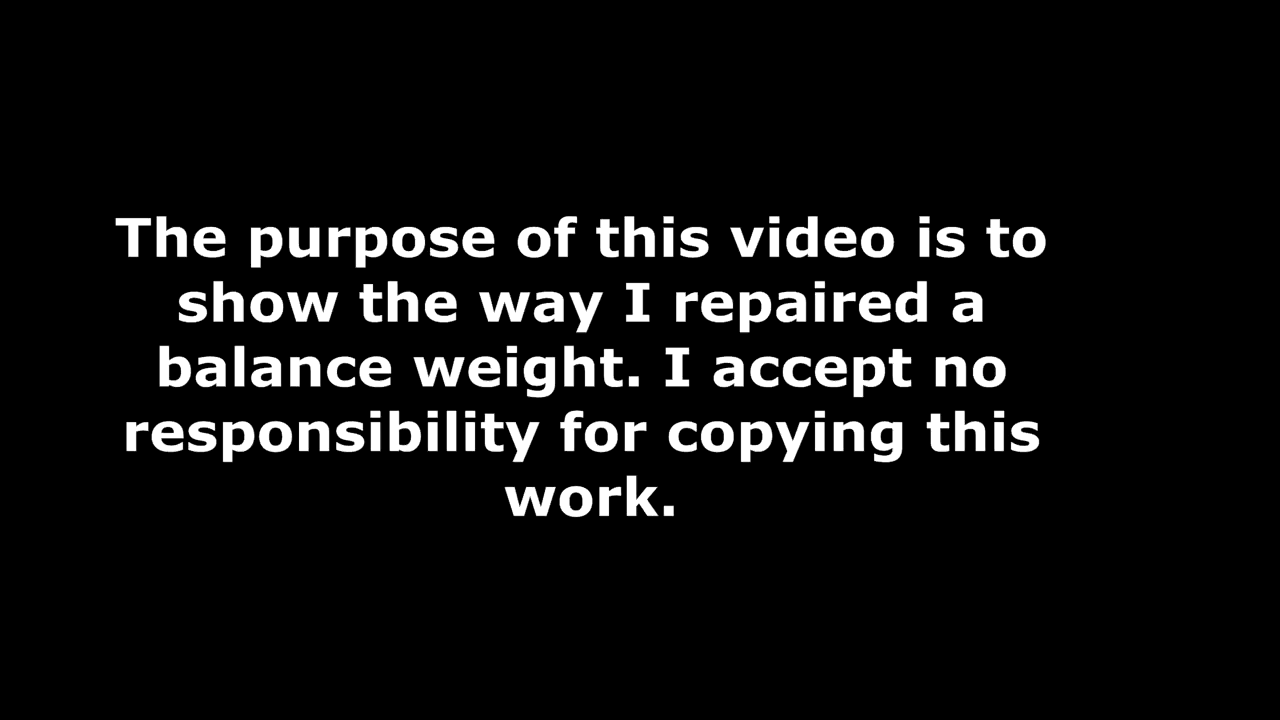 The purpose of this video is to
show the way I repaired a
balance weight. I accept no
responsibility for copying this
work.